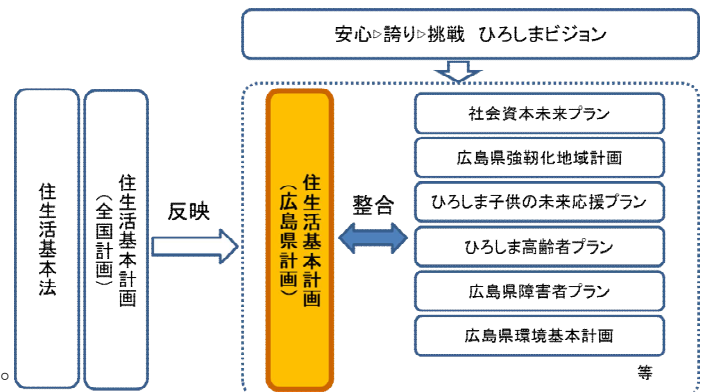 安心▷誇り▷挑戦 ひろしまビジョン
住生活基本法
住生活基本計画
（全国計画）
反映
住生活基本計画
（広島県計画）
整合
社会資本未来プラン
広島県強靭化地域計画
ひろしま子供の未来応援プラン
ひろしま高齢者プラン
広島県障害者プラン
広島県環境基本計画
等
。